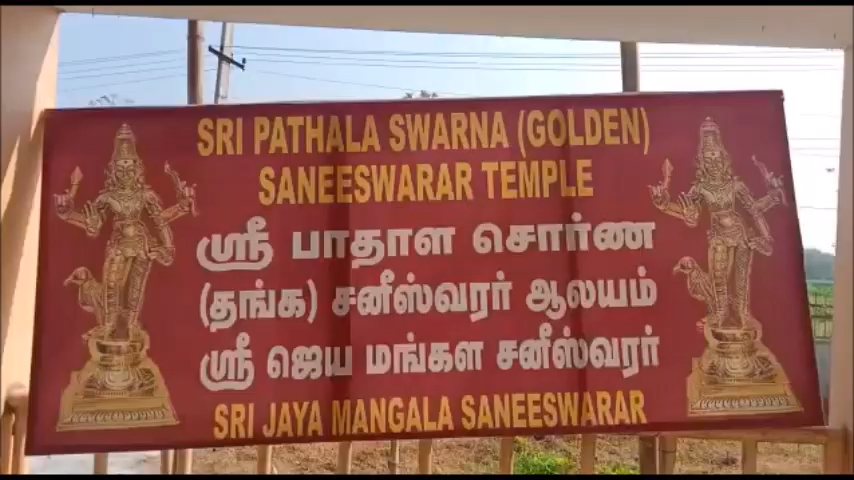 SRI PATHALA SWARNA (GOLDEN)
SANEESWARAR TEMPLE
ஸ்ரீ பாதாள சொர்ண
(தங்க) சனீஸ்வரர் ஆலயம்
ஸ்ரீ ஜெய மங்கள சனீஸ்வரர்
SRI JAYA MANGALA SANEESWARAR